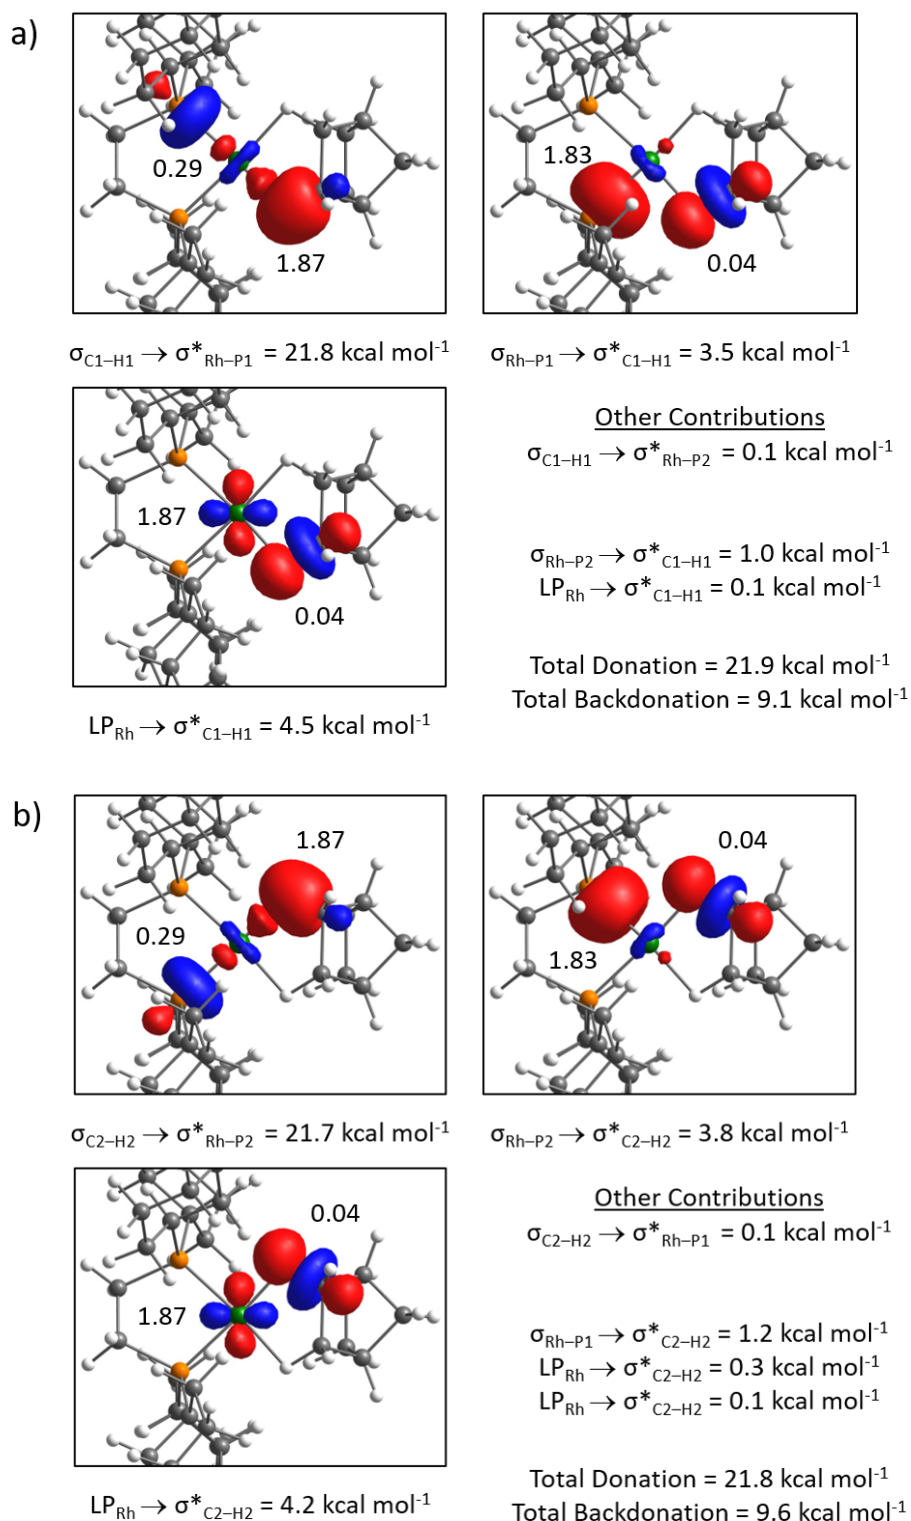 a)
0.29
1.87
1.83
0.04
σC1–H1 → σ*Rh–P1 = 21.8 kcal mol-1
σRh–P1 → σ*C1–H1 = 3.5 kcal mol-1
1.87
0.04
LPRh → σ*C1–H1 = 4.5 kcal mol-1
Other Contributions
σC1–H1 → σ*Rh–P2 = 0.1 kcal mol-1
σRh–P2 → σ*C1–H1 = 1.0 kcal mol-1
LPRh → σ*C1–H1 = 0.1 kcal mol-1
Total Donation = 21.9 kcal mol-1
Total Backdonation = 9.1 kcal mol-1
b)
1.87
0.29
0.04
1.83
σC2–H2 → σ*Rh–P2 = 21.7 kcal mol-1
σRh–P2 → σ*C2–H2 = 3.8 kcal mol-1
0.04
1.87
LPRh → σ*C2–H2 = 4.2 kcal mol-1
Other Contributions
σC2–H2 → σ*Rh–P1 = 0.1 kcal mol-1
σRh–P1 → σ*C2–H2 = 1.2 kcal mol-1
LPRh → σ*C2–H2 = 0.3 kcal mol-1
LPRh → σ*C2–H2 = 0.1 kcal mol-1
Total Donation = 21.8 kcal mol-1
Total Backdonation = 9.6 kcal mol-1